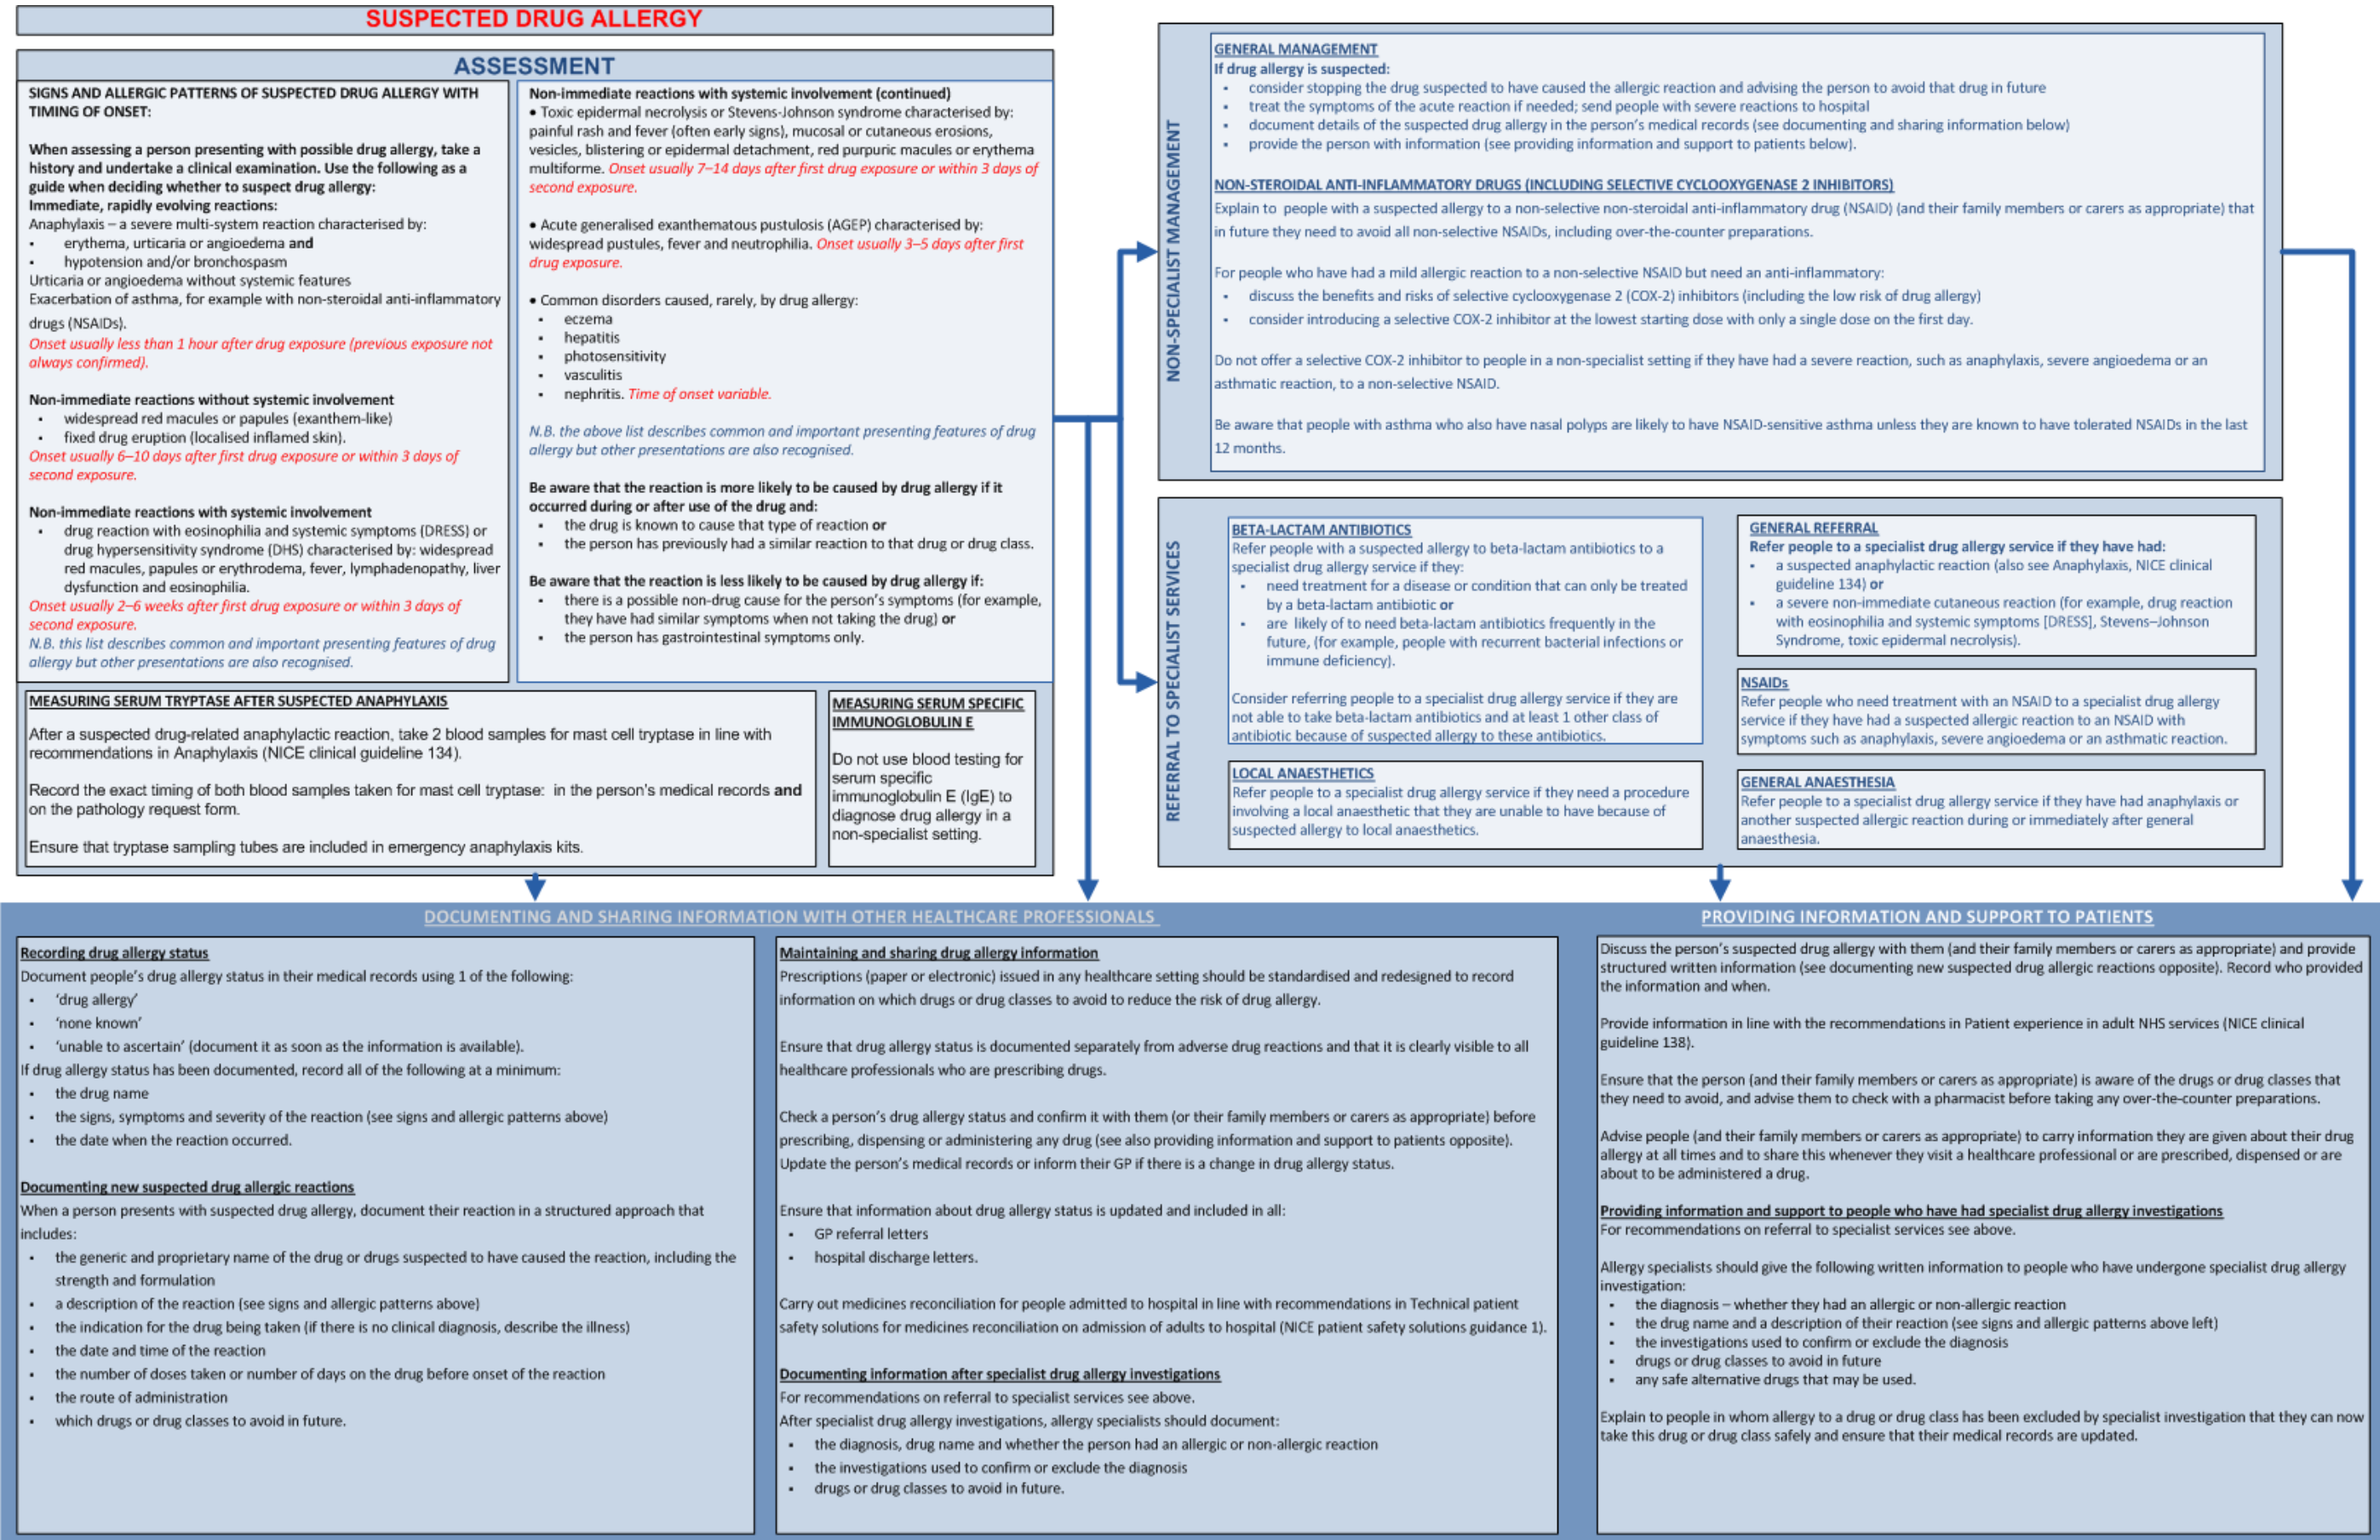 SUSPECTED DRUG ALLERGY
ASSESSMENT
SIGNS AND ALLERGIC PATTERNS OF SUSPECTED DRUG ALLERGY WITH
TIMING OF ONSET:
When assessing a person presenting with possible drug allergy, take a
history and undertake a clinical examination. Use the following as a
guide when deciding whether to suspect drug allergy:
Immediate, rapidly evolving reactions:
Anaphylaxis – a severe multi-system reaction characterised by:
• erythema, urticaria or angioedema and
• hypotension and/or bronchospasm
Urticaria or angioedema without systemic features
Exacerbation of asthma, for example with non-steroidal anti-inflammatory
drugs (NSAIDs).
Onset usually less than 1 hour after drug exposure (previous exposure not
always confirmed).
Non-immediate reactions without systemic involvement
• widespread red macules or papules (exanthem-like)
• fixed drug eruption (localised inflamed skin).
Onset usually 6–10 days after first drug exposure or within 3 days of
second exposure.
Non-immediate reactions with systemic involvement
• drug reaction with eosinophilia and systemic symptoms (DRESS) or
drug hypersensitivity syndrome (DHS) characterised by: widespread
red macules, papules or erythrodema, fever, lymphadenopathy, liver
dysfunction and eosinophilia.
Onset usually 2–6 weeks after first drug exposure or within 3 days of
second exposure.
N.B. this list describes common and important presenting features of drug
allergy but other presentations are also recognised.
Non-immediate reactions with systemic involvement (continued)
• Toxic epidermal necrolysis or Stevens-Johnson syndrome characterised by:
painful rash and fever (often early signs), mucosal or cutaneous erosions,
vesicles, blistering or epidermal detachment, red purpuric macules or erythema
multiforme. Onset usually 7–14 days after first drug exposure or within 3 days of
second exposure.
• Acute generalised exanthematous pustulosis (AGEP) characterised by:
widespread pustules, fever and neutrophilia. Onset usually 3–5 days after first
drug exposure.
• Common disorders caused, rarely, by drug allergy:
• eczema
• hepatitis
• photosensitivity
• vasculitis
• nephritis. Time of onset variable.
N.B. the above list describes common and important presenting features of drug
allergy but other presentations are also recognised.
Be aware that the reaction is more likely to be caused by drug allergy if it
occurred during or after use of the drug and:
• the drug is known to cause that type of reaction or
• the person has previously had a similar reaction to that drug or drug class.
Be aware that the reaction is less likely to be caused by drug allergy if:
• there is a possible non-drug cause for the person's symptoms (for example,
they have had similar symptoms when not taking the drug) or
• the person has gastrointestinal symptoms only.
MEASURING SERUM TRYPTASE AFTER SUSPECTED ANAPHYLAXIS
After a suspected drug-related anaphylactic reaction, take 2 blood samples for mast cell tryptase in line with
recommendations in Anaphylaxis (NICE clinical guideline 134).
Record the exact timing of both blood samples taken for mast cell tryptase: in the person's medical records and
on the pathology request form.
Ensure that tryptase sampling tubes are included in emergency anaphylaxis kits.
MEASURING SERUM SPECIFIC
IMMUNOGLOBULIN E
Do not use blood testing for
serum specific
immunoglobulin E (IgE) to
diagnose drug allergy in a
non-specialist setting.
NON-SPECIALIST MANAGEMENT
GENERAL MANAGEMENT
If drug allergy is suspected:
• consider stopping the drug suspected to have caused the allergic reaction and advising the person to avoid that drug in future
• treat the symptoms of the acute reaction if needed; send people with severe reactions to hospital
• document details of the suspected drug allergy in the person's medical records (see documenting and sharing information below)
• provide the person with information (see providing information and support to patients below).
NON-STEROIDAL ANTI-INFLAMMATORY DRUGS (INCLUDING SELECTIVE CYCLOOXYGENASE 2 INHIBITORS)
Explain to people with a suspected allergy to a non-selective non-steroidal anti-inflammatory drug (NSAID) (and their family members or carers as appropriate) that
in future they need to avoid all non-selective NSAIDs, including over-the-counter preparations.
For people who have had a mild allergic reaction to a non-selective NSAID but need an anti-inflammatory:
• discuss the benefits and risks of selective cyclooxygenase 2 (COX-2) inhibitors (including the low risk of drug allergy)
• consider introducing a selective COX-2 inhibitor at the lowest starting dose with only a single dose on the first day.
Do not offer a selective COX-2 inhibitor to people in a non-specialist setting if they have had a severe reaction, such as anaphylaxis, severe angioedema or an
asthmatic reaction, to a non-selective NSAID.
Be aware that people with asthma who also have nasal polyps are likely to have NSAID-sensitive asthma unless they are known to have tolerated NSAIDs in the last
12 months.
REFERRAL TO SPECIALIST SERVICES
BETA-LACTAM ANTIBIOTICS
Refer people with a suspected allergy to beta-lactam antibiotics to a
specialist drug allergy service if they:
• need treatment for a disease or condition that can only be treated
by a beta-lactam antibiotic or
• are likely of to need beta-lactam antibiotics frequently in the
future, (for example, people with recurrent bacterial infections or
immune deficiency).
Consider referring people to a specialist drug allergy service if they are
not able to take beta-lactam antibiotics and at least 1 other class of
antibiotic because of suspected allergy to these antibiotics.
LOCAL ANAESTHETICS
Refer people to a specialist drug allergy service if they need a procedure
involving a local anaesthetic that they are unable to have because of
suspected allergy to local anaesthetics.
GENERAL REFERRAL
Refer people to a specialist drug allergy service if they have had:
• a suspected anaphylactic reaction (also see Anaphylaxis, NICE clinical
guideline 134) or
• a severe non-immediate cutaneous reaction (for example, drug reaction
with eosinophilia and systemic symptoms [DRESS], Stevens–Johnson
Syndrome, toxic epidermal necrolysis).
NSAIDs
Refer people who need treatment with an NSAID to a specialist drug allergy
service if they have had a suspected allergic reaction to an NSAID with
symptoms such as anaphylaxis, severe angioedema or an asthmatic reaction.
GENERAL ANAESTHESIA
Refer people to a specialist drug allergy service if they have had anaphylaxis or
another suspected allergic reaction during or immediately after general
anaesthesia.
DOCUMENTING AND SHARING INFORMATION WITH OTHER HEALTHCARE PROFESSIONALS
Recording drug allergy status
Document people's drug allergy status in their medical records using 1 of the following:
• 'drug allergy'
• 'none known'
• 'unable to ascertain' (document it as soon as the information is available).
If drug allergy status has been documented, record all of the following at a minimum:
• the drug name
• the signs, symptoms and severity of the reaction (see signs and allergic patterns above)
• the date when the reaction occurred.
Documenting new suspected drug allergic reactions
When a person presents with suspected drug allergy, document their reaction in a structured approach that
includes:
• the generic and proprietary name of the drug or drugs suspected to have caused the reaction, including the
strength and formulation
• a description of the reaction (see signs and allergic patterns above)
• the indication for the drug being taken (if there is no clinical diagnosis, describe the illness)
• the date and time of the reaction
• the number of doses taken or number of days on the drug before onset of the reaction
• the route of administration
• which drugs or drug classes to avoid in future.
Maintaining and sharing drug allergy information
Prescriptions (paper or electronic) issued in any healthcare setting should be standardised and redesigned to record
information on which drugs or drug classes to avoid to reduce the risk of drug allergy.
Ensure that drug allergy status is documented separately from adverse drug reactions and that it is clearly visible to all
healthcare professionals who are prescribing drugs.
Check a person's drug allergy status and confirm it with them (or their family members or carers as appropriate) before
prescribing, dispensing or administering any drug (see also providing information and support to patients opposite).
Update the person's medical records or inform their GP if there is a change in drug allergy status.
Ensure that information about drug allergy status is updated and included in all:
• GP referral letters
• hospital discharge letters.
Carry out medicines reconciliation for people admitted to hospital in line with recommendations in Technical patient
safety solutions for medicines reconciliation on admission of adults to hospital (NICE patient safety solutions guidance 1).
Documenting information after specialist drug allergy investigations
For recommendations on referral to specialist services see above.
After specialist drug allergy investigations, allergy specialists should document:
• the diagnosis, drug name and whether the person had an allergic or non-allergic reaction
• the investigations used to confirm or exclude the diagnosis
• drugs or drug classes to avoid in future.
PROVIDING INFORMATION AND SUPPORT TO PATIENTS
Discuss the person's suspected drug allergy with them (and their family members or carers as appropriate) and provide
structured written information (see documenting new suspected drug allergic reactions opposite). Record who provided
the information and when.
Provide information in line with the recommendations in Patient experience in adult NHS services (NICE clinical
guideline 138).
Ensure that the person (and their family members or carers as appropriate) is aware of the drugs or drug classes that
they need to avoid, and advise them to check with a pharmacist before taking any over-the-counter preparations.
Advise people (and their family members or carers as appropriate) to carry information they are given about their drug
allergy at all times and to share this whenever they visit a healthcare professional or are prescribed, dispensed or are
about to be administered a drug.
Providing information and support to people who have had specialist drug allergy investigations
For recommendations on referral to specialist services see above.
Allergy specialists should give the following written information to people who have undergone specialist drug allergy
investigation:
• the diagnosis – whether they had an allergic or non-allergic reaction
• the drug name and a description of their reaction (see signs and allergic patterns above left)
• the investigations used to confirm or exclude the diagnosis
• drugs or drug classes to avoid in future
• any safe alternative drugs that may be used.
Explain to people in whom allergy to a drug or drug class has been excluded by specialist investigation that they can now
take this drug or drug class safely and ensure that their medical records are updated.